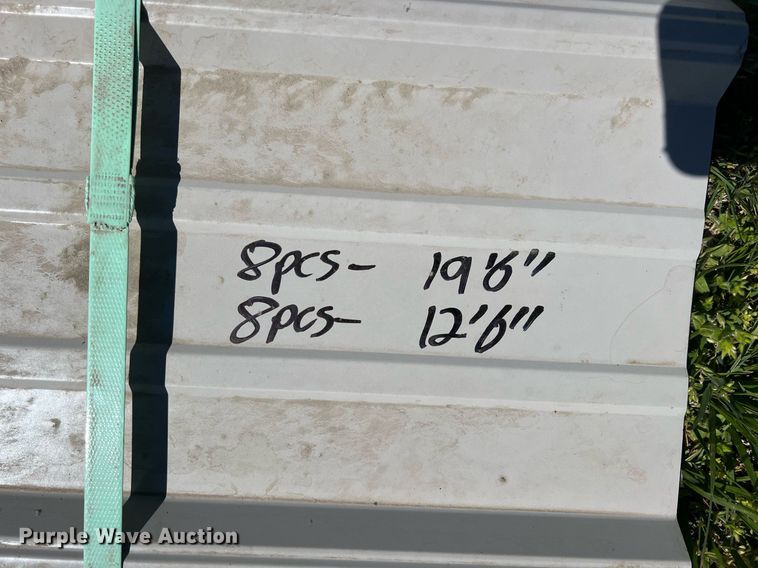 8pcs- 19'6"
8pcs- 12'6"
Purple Wave Auction®